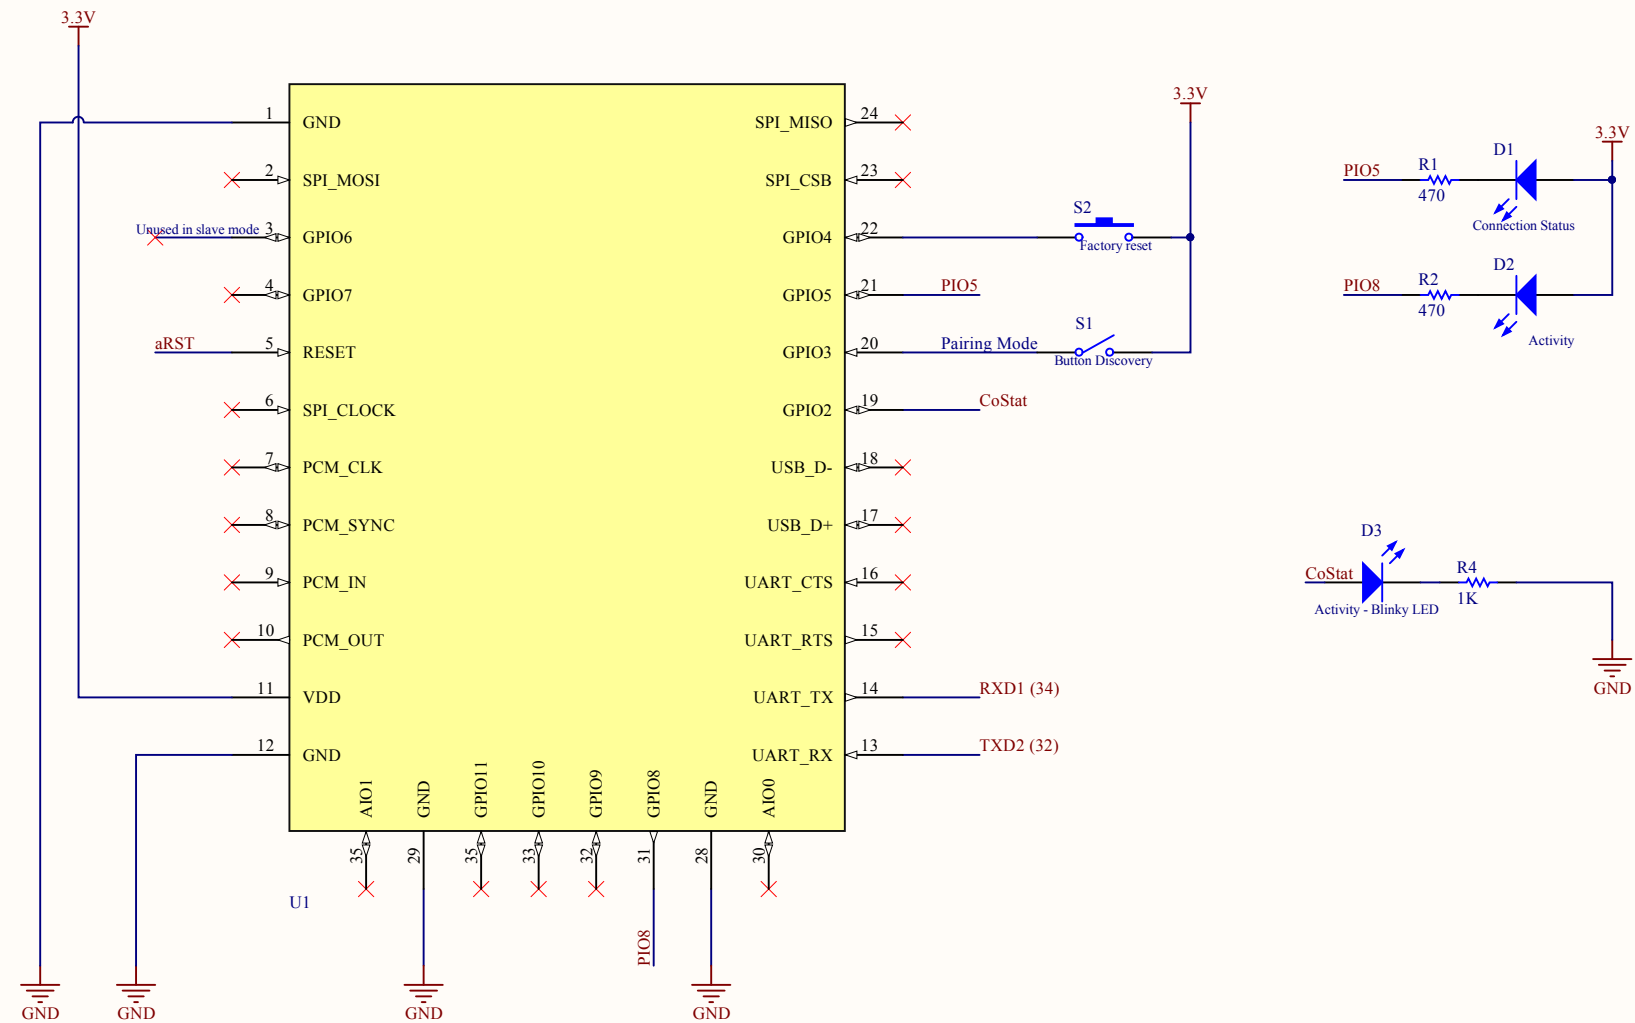 3.3V
1 GND
2 SPI_MOSI
Unused in slave mode 3 GPIO6
4 GPIO7
aRST 5 RESET
6 SPI_CLOCK
7 PCM_CLK
8 PCM_SYNC
9 PCM_IN
10 PCM_OUT
11 VDD
12 GND
SPI_MISO 24
SPI_CSB 23
GPIO4 22
GPIO5 21 PIO5
GPIO3 20 Pairing Mode
GPIO2 19 CoStat
USB_D- 18
USB_D+ 17
UART_CTS 16
UART_RTS 15
UART_TX 14 RXD1 (34)
UART_RX 13 TXD2 (32)
AIO1 35
GND 29
GPIO11 35
GPIO10 33
GPIO9 32
GPIO8 31 PIO8
GND 28
AIO0 30
U1
GND
GND
GND
GND
3.3V
S2
Factory reset
S1
Button Discovery
3.3V
PIO5 R1 D1
470
Connection Status
PIO8 R2 D2
470
Activity
D3
CoStat R4
Activity - Blinky LED 1K
GND